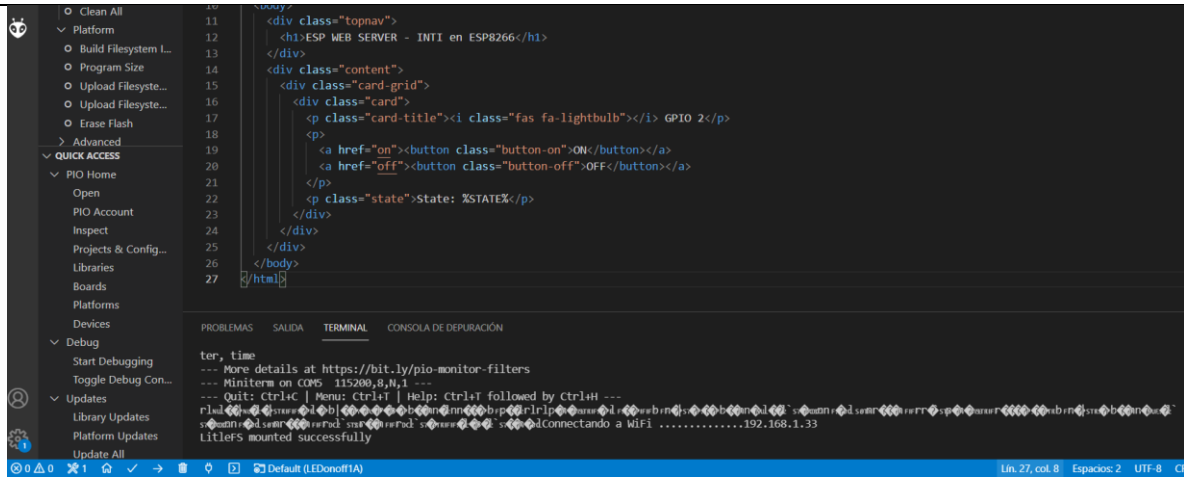 Clean All
Platform
Build Filesystem I...
Program Size
Upload Filesyste...
Upload Filesyste...
Erase Flash
Advanced
QUICK ACCESS
PIO Home
Open
PIO Account
Inspect
Projects & Config...
Libraries
Boards
Platforms
Devices
Debug
Start Debugging
Toggle Debug Con...
Updates
Library Updates
Platform Updates
Update All
10 <body>
11 <div class="topnav">
12 <h1>ESP WEB SERVER - INTI en ESP8266</h1>
13 </div>
14 <div class="content">
15 <div class="card-grid">
16 <div class="card">
17 <p class="card-title"><i class="fas fa-lightbulb"></i> GPIO 2</p>
18 <p>
19 <a href="on"><button class="button-on">ON</button></a>
20 <a href="off"><button class="button-off">OFF</button></a>
21 </p>
22 <p class="state">State: %STATE%</p>
23 </div>
24 </div>
25 </div>
26 </body>
27 </html>
PROBLEMAS SALIDA TERMINAL CONSOLA DE DEPURACIÓN
ter, time
--- More details at https://bit.ly/pio-monitor-filters
--- Miniterm on COM5 115200,8,N,1 ---
--- Quit: Ctrl+C | Menu: Ctrl+T | Help: Ctrl+T followed by Ctrl+H ---
Connectando a WiFi ..............192.168.1.33
LitleFS mounted successfully
0 0 1 Default (LEDonoff1A) Lín. 27, col. 8 Espacios: 2 UTF-8